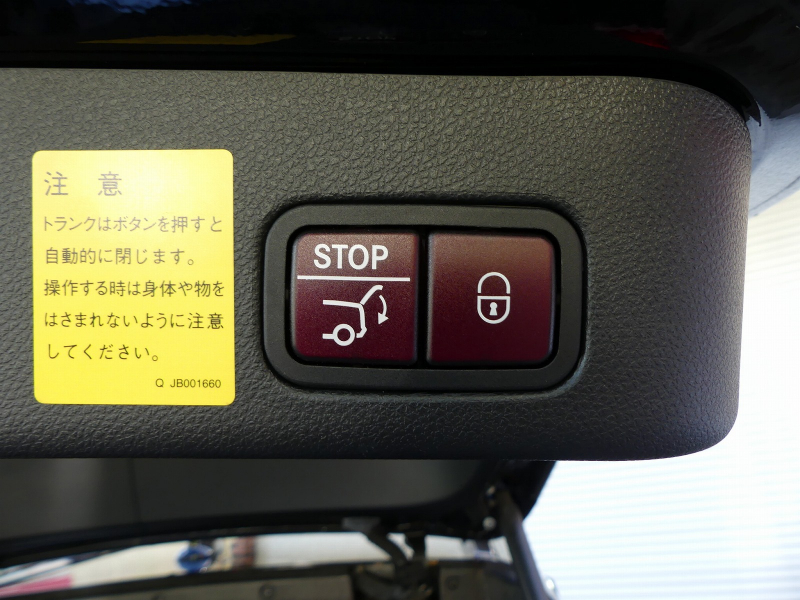 注 意
トランクはボタンを押すと
自動的に閉じます。
操作する時は身体や物を
はさまれないように注意
してください。
Q JB001660
STOP